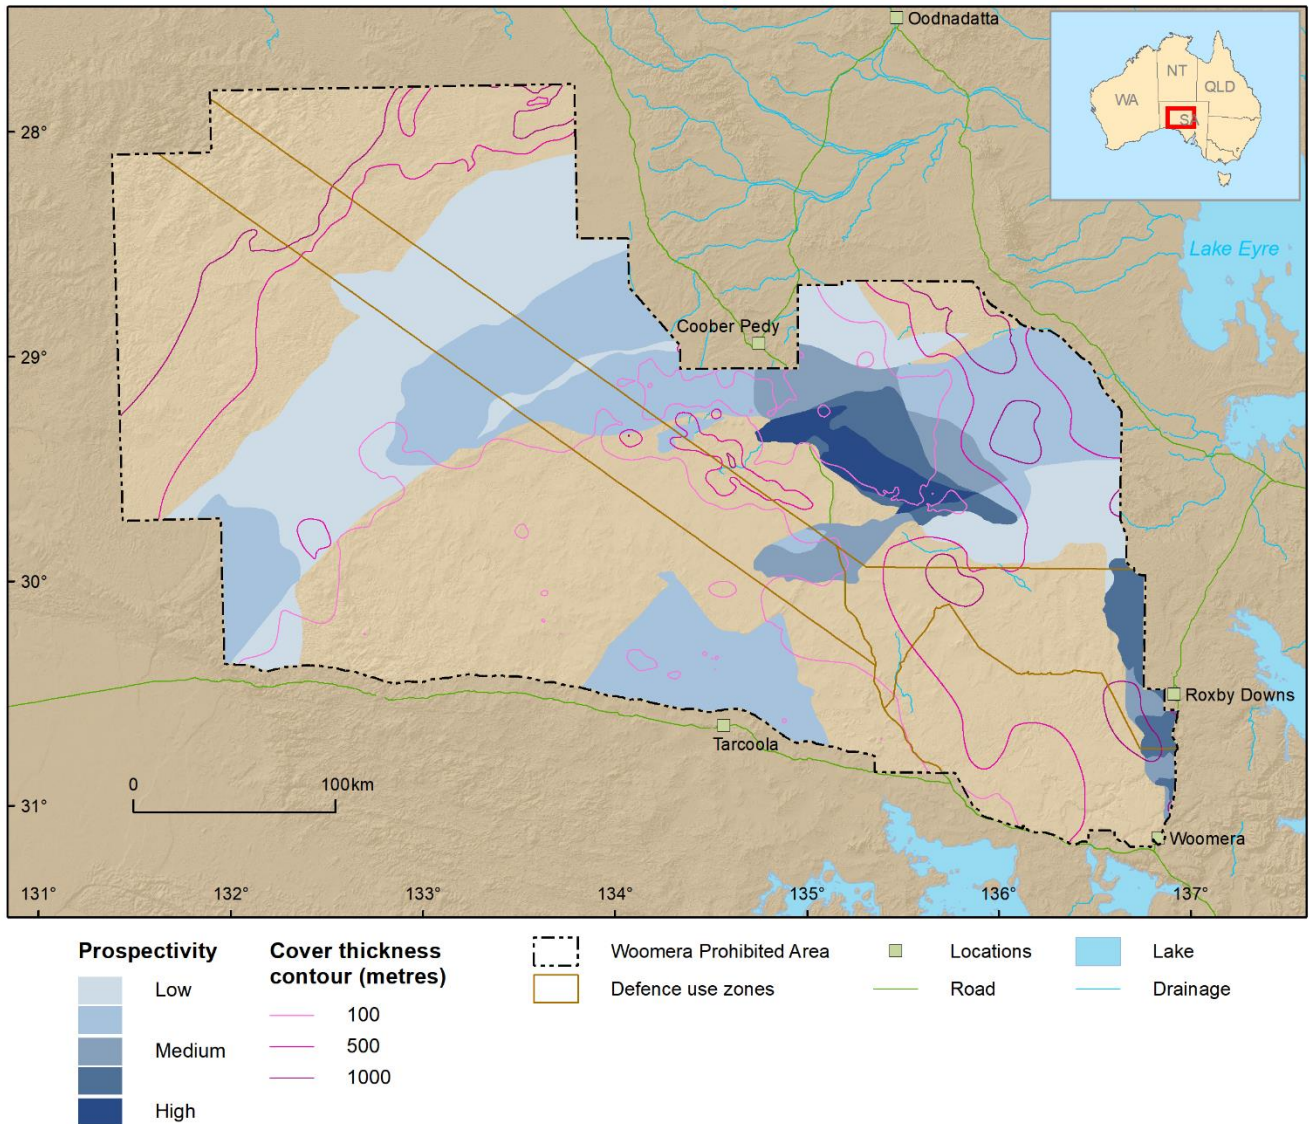 Oodnadatta
NT
QLD
WA
SA
28°
Lake Eyre
Coober Pedy
29°
30°
Roxby Downs
Tarcoola
0 100 km
31°
Woomera
131° 132° 133° 134° 135° 136° 137°
Prospectivity
Low
Medium
High
Cover thickness
contour (metres)
100
500
1000
Woomera Prohibited Area
Defence use zones
Locations
Road
Lake
Drainage